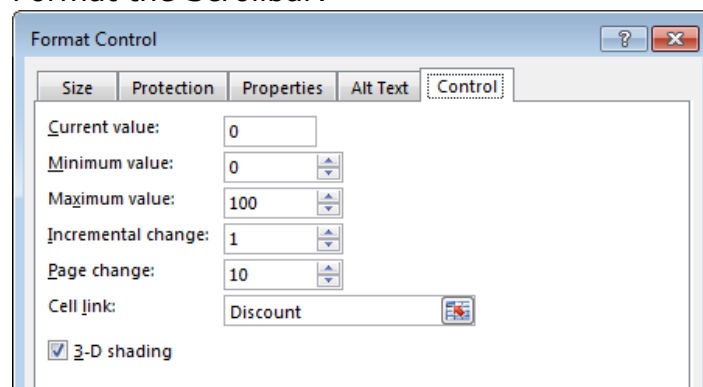 Format the Scrollbar.
Format Control
Size Protection Properties Alt Text Control
Current value: 0
Minimum value: 0
Maximum value: 100
Incremental change: 1
Page change: 10
Cell link: Discount
3-D shading